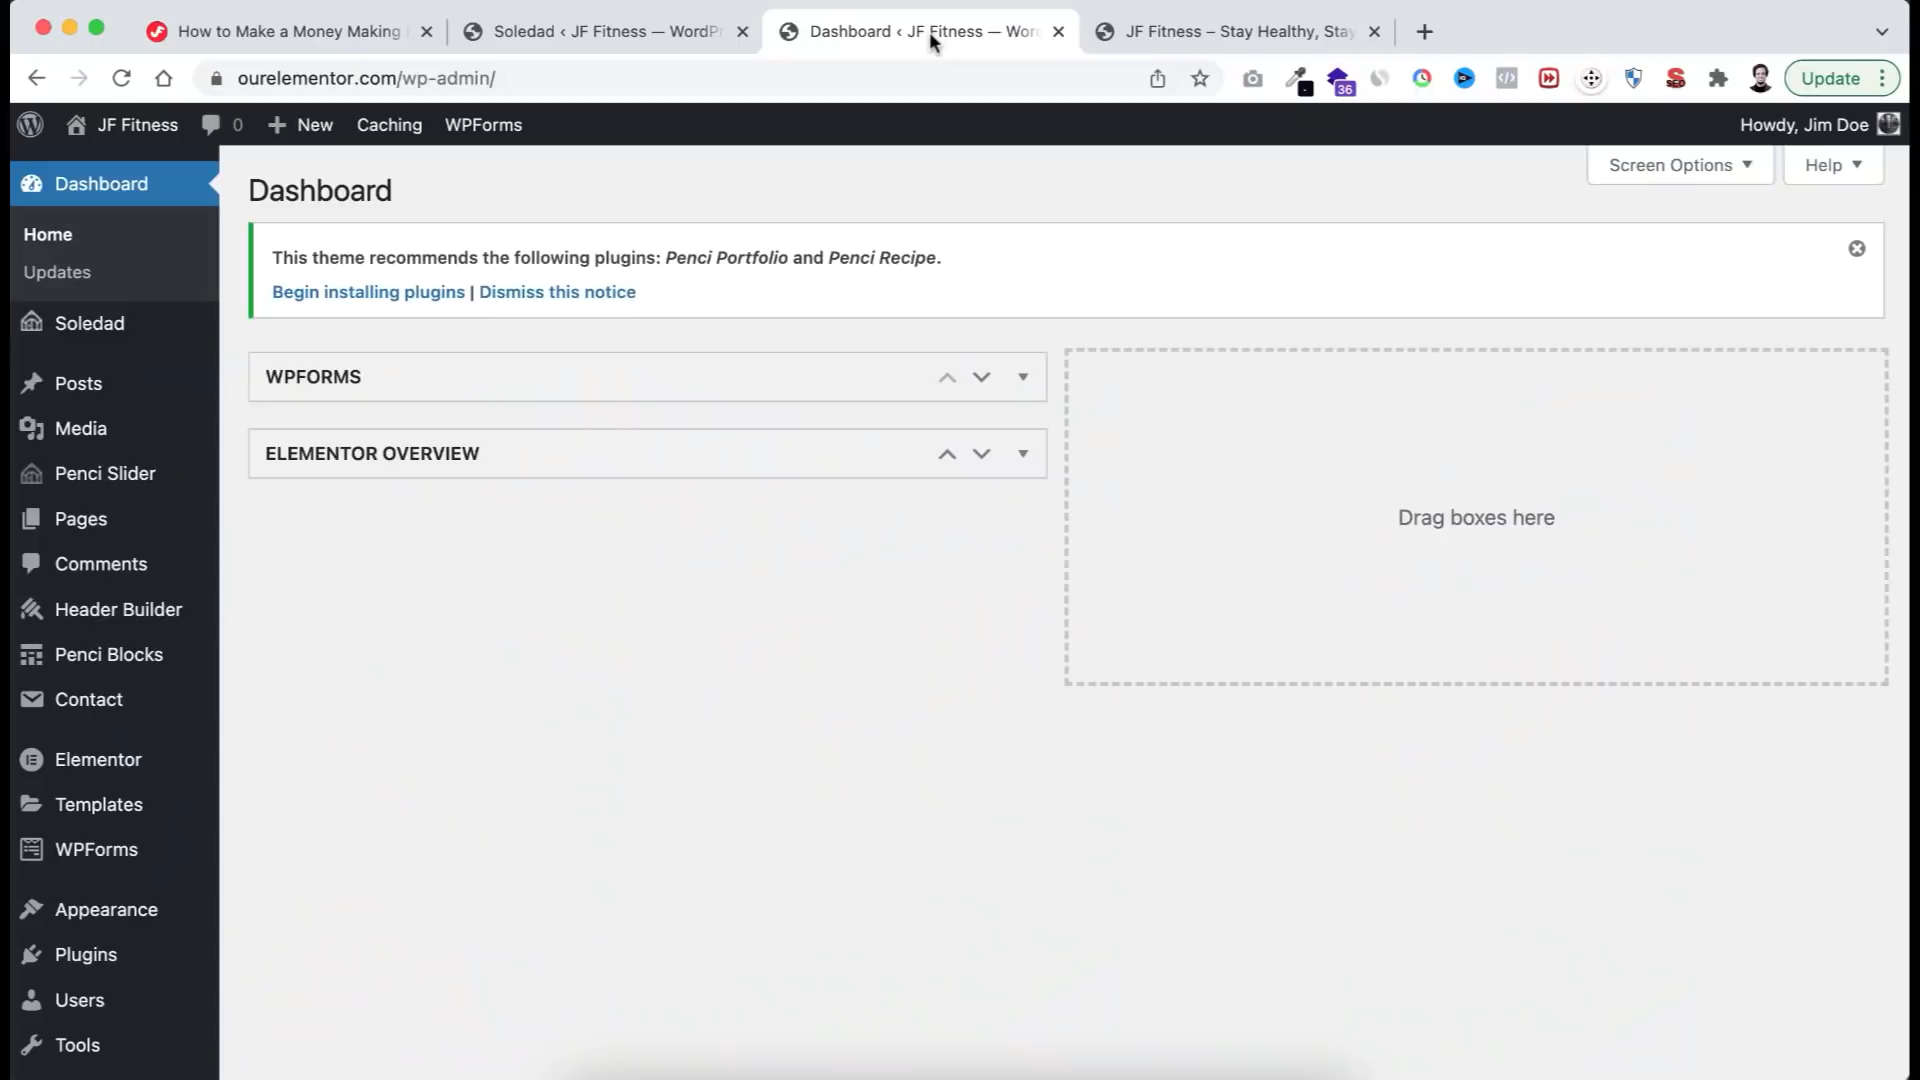 How to Make a Money Making
Soledad ‹ JF Fitness — WordPr
Dashboard ‹ JF Fitness — Wor
JF Fitness – Stay Healthy, Stay
ourelementor.com/wp-admin/
36
SEO
Update
JF Fitness
0
New
Caching
WPForms
Howdy, Jim Doe
Dashboard
Home
Updates
Soledad
Posts
Media
Penci Slider
Pages
Comments
Header Builder
Penci Blocks
Contact
Elementor
Templates
WPForms
Appearance
Plugins
Users
Tools
Screen Options
Help
Dashboard
This theme recommends the following plugins: Penci Portfolio and Penci Recipe.
Begin installing plugins | Dismiss this notice
WPFORMS
ELEMENTOR OVERVIEW
Drag boxes here